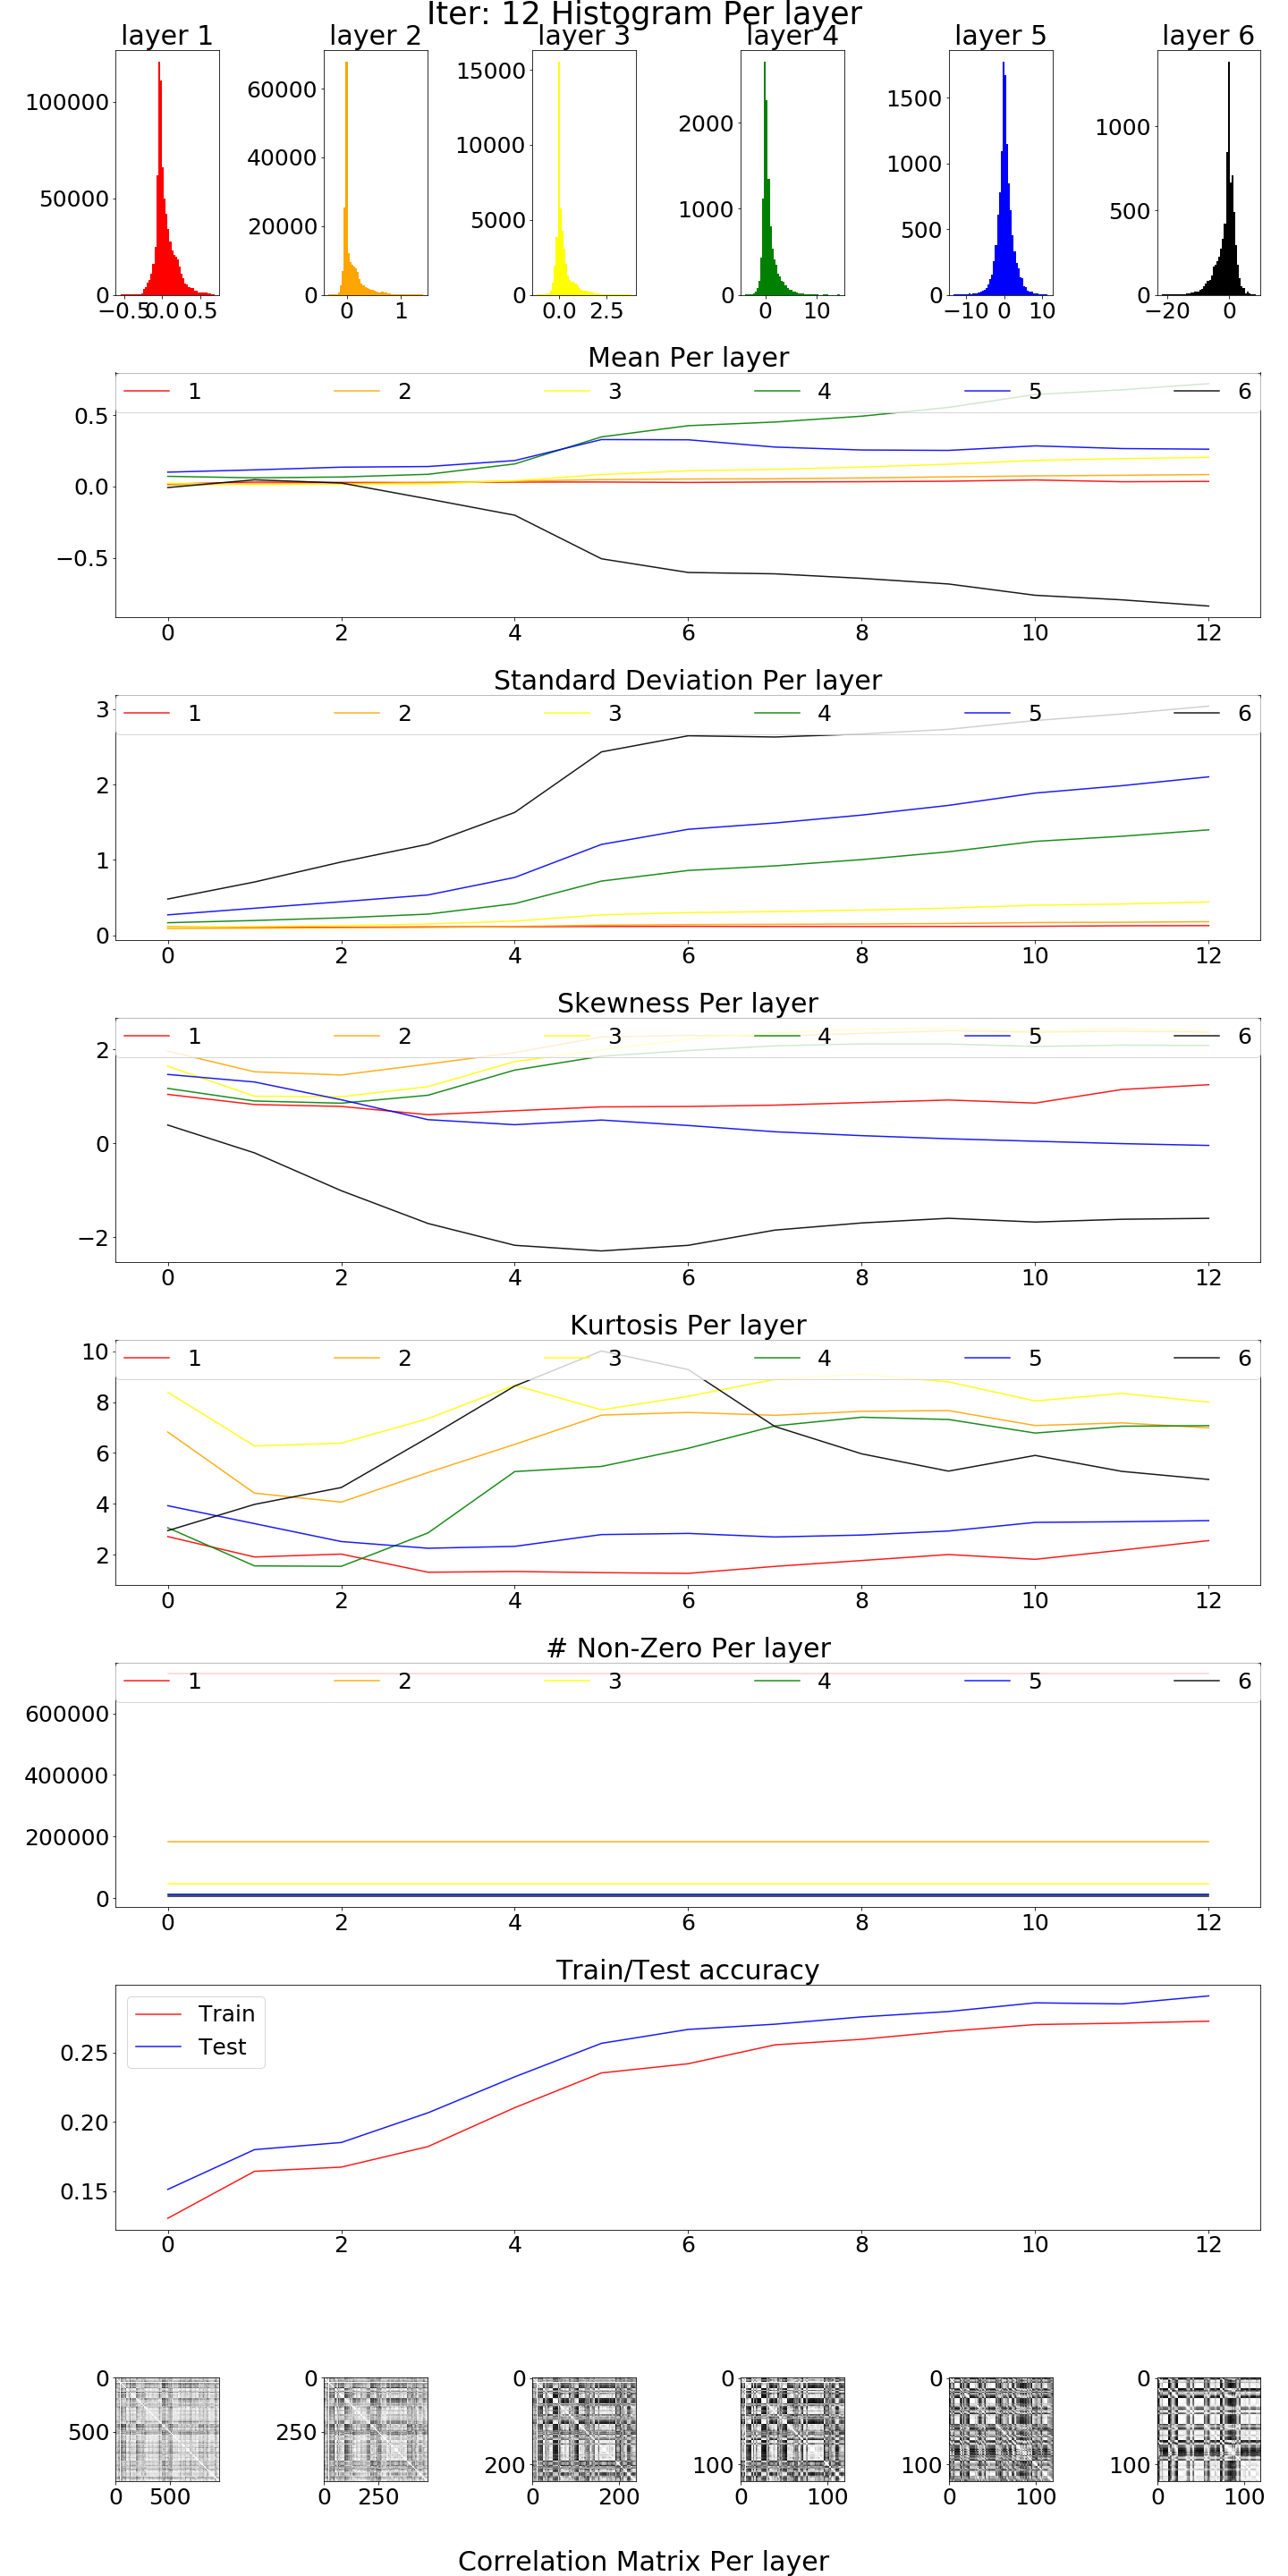 Iter: 12 Histogram Per layer
layer 1 layer 2 layer 3 layer 4 layer 5 layer 6
100000
50000
0
−0.5 0.0 0.5
60000
40000
20000
0
0 1
15000
10000
5000
0
0.0 2.5
2000
1000
0
0 10
1500
1000
500
0
−10 0 10
1000
500
0
−20 0
Mean Per layer
1 2 3 4 5 6
0.5
0.0
−0.5
0 2 4 6 8 10 12
Standard Deviation Per layer
1 2 3 4 5 6
3
2
1
0
0 2 4 6 8 10 12
Skewness Per layer
1 2 3 4 5 6
2
0
−2
0 2 4 6 8 10 12
Kurtosis Per layer
1 2 3 4 5 6
10
8
6
4
2
0 2 4 6 8 10 12
# Non-Zero Per layer
1 2 3 4 5 6
600000
400000
200000
0
0 2 4 6 8 10 12
Train/Test accuracy
Train
Test
0.25
0.20
0.15
0 2 4 6 8 10 12
0
500
0 500
0
250
0 250
0
200
0 200
0
100
0 100
0
100
0 100
0
100
0 100
Correlation Matrix Per layer